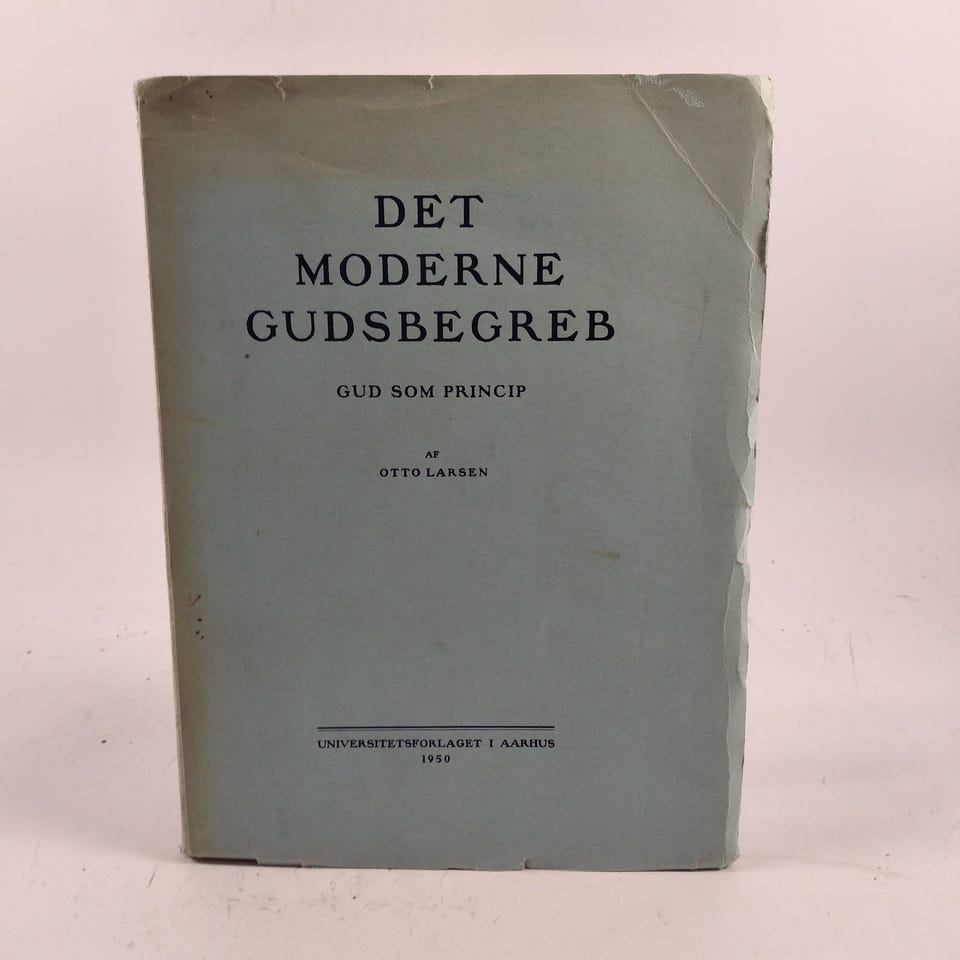 DET
MODERNE
GUDSBEGREB
GUD SOM PRINCIP
AF
OTTO LARSEN
UNIVERSITETSFORLAGET I AARHUS
1950